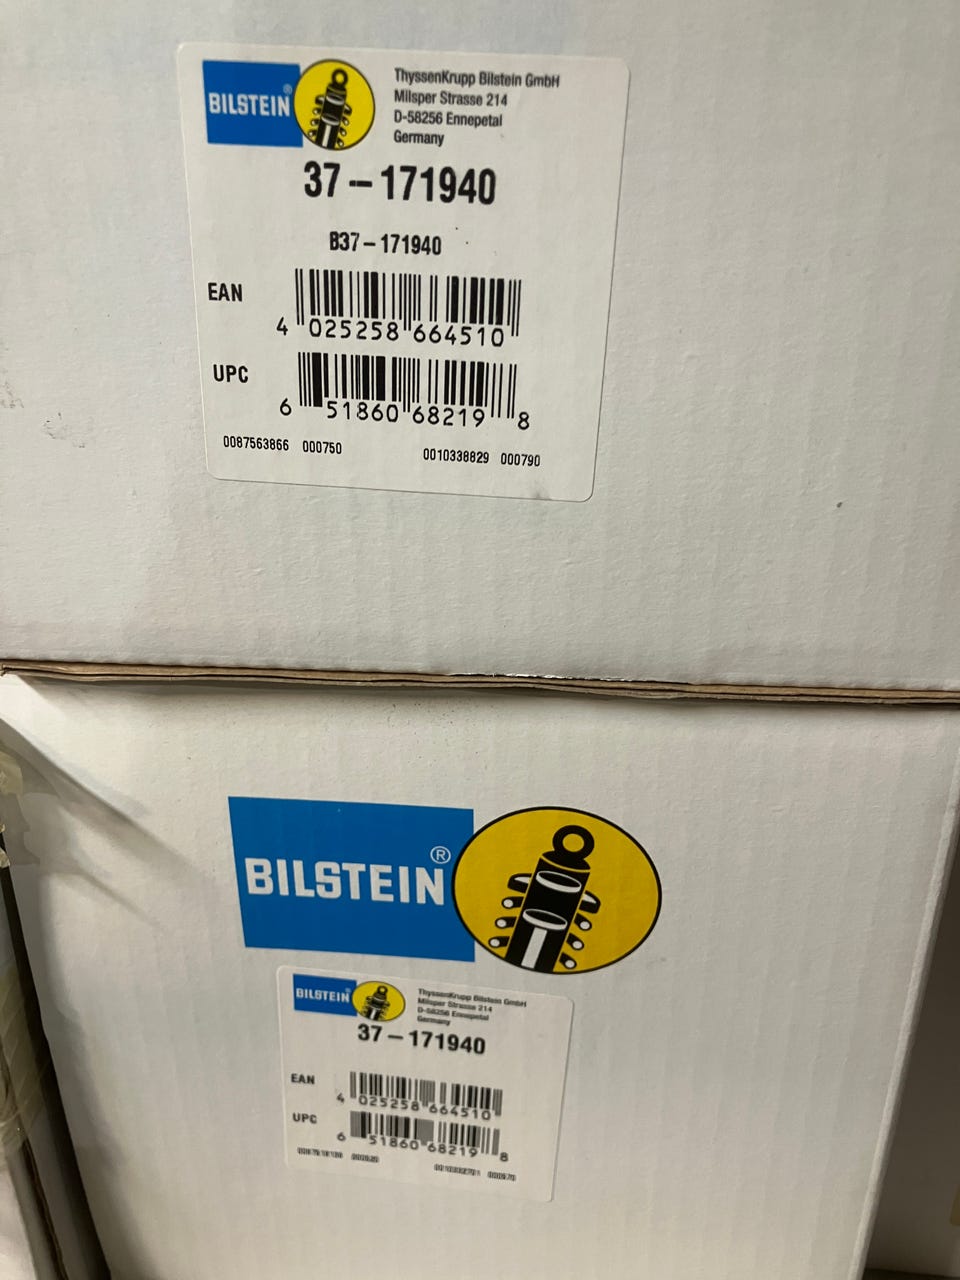 BILSTEIN®
ThyssenKrupp Bilstein GmbH
Milsper Strasse 214
D-58256 Ennepetal
Germany
37-171940
B37-171940
EAN
4 025258 664510
UPC
6 51860 68219 8
0087563866 000750 0010338829 000790
BILSTEIN®
BILSTEIN
ThyssenKrupp Bilstein GmbH
Milsper Strasse 214
D-58256 Ennepetal
Germany
37-171940
EAN
4 025258 664510
UPC
6 51860 68219 8